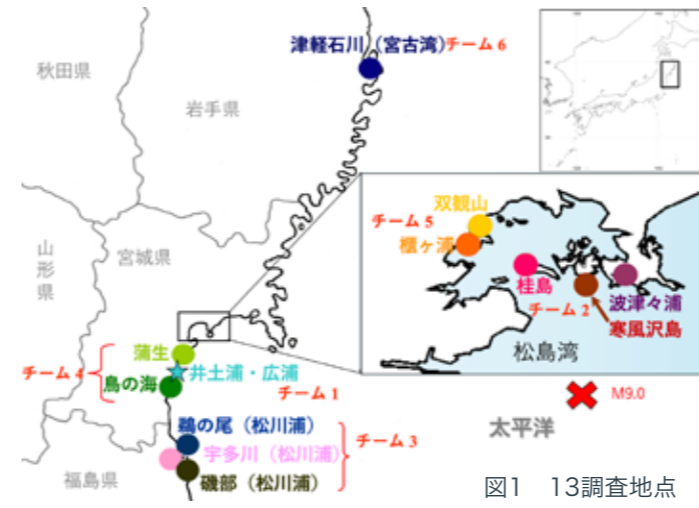 津軽石川（宮古湾）チーム 6
秋田県
岩手県
双観山
チーム 5
櫃ヶ浦
山形県
宮城県
桂島
波津々浦
チーム 2
寒風沢島
松島湾
蒲生
チーム 4
井土浦・広浦
鳥の海
チーム 1
M9.0
鵜の尾（松川浦）
太平洋
チーム 3
宇多川（松川浦）
福島県
磯部（松川浦）
図1　13調査地点